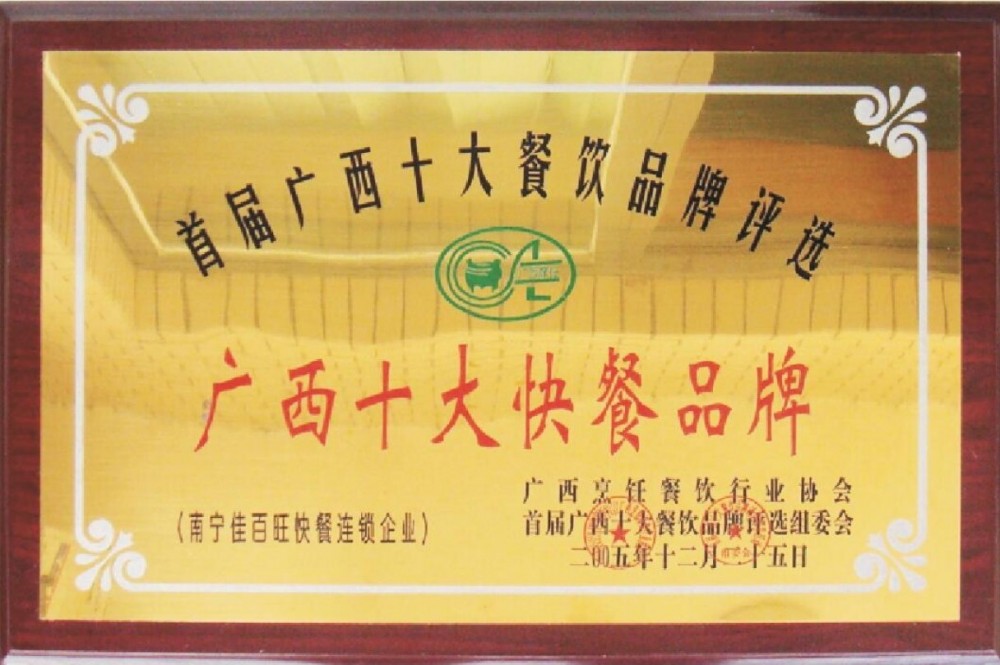 首届广西十大餐饮品牌评选
广西十大快餐品牌
广西烹饪餐饮行业协会
(南宁佳百旺快餐连锁企业)
首届广西十大餐饮品牌评选组委会
二00五年十二月二十五日